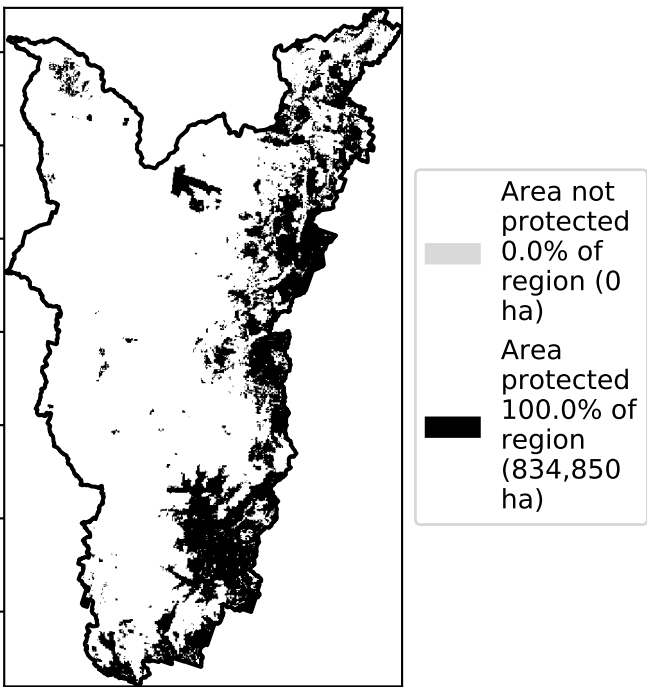 Area not
protected
0.0% of
region (0
ha)
Area
protected
100.0% of
region
(834,850
ha)